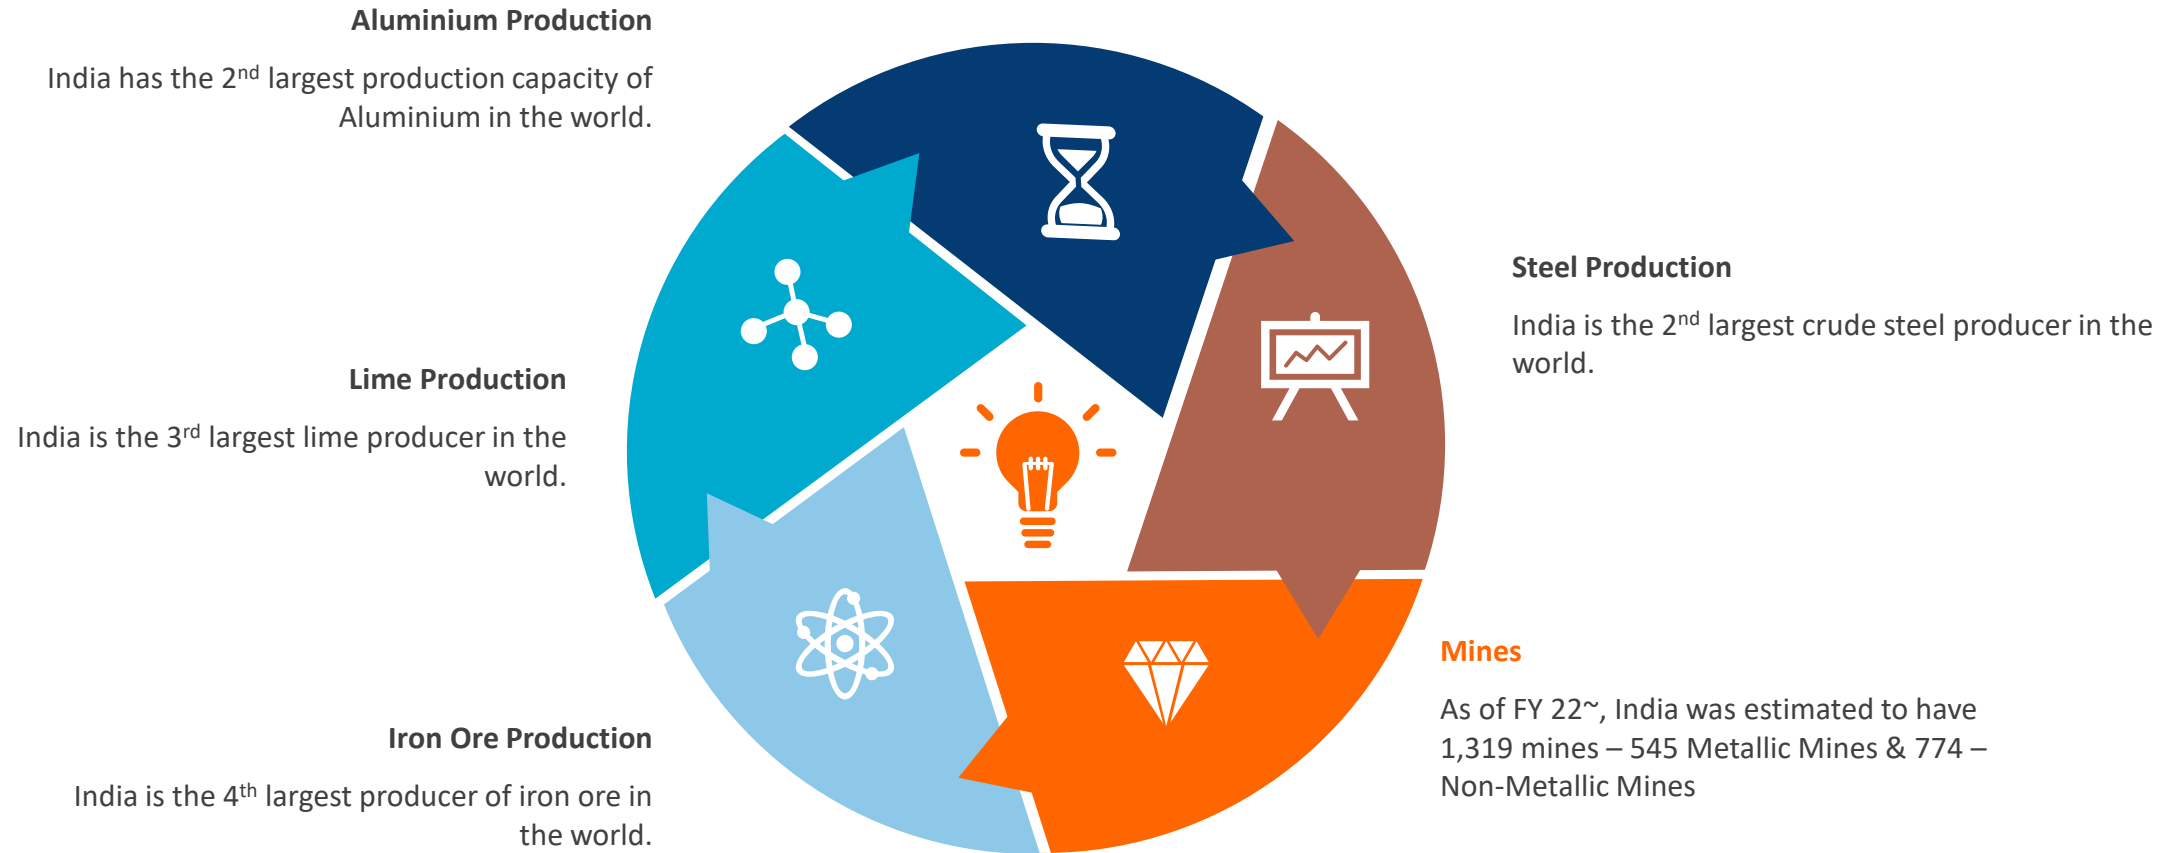 Aluminium Production
India has the 2nd largest production capacity of
Aluminium in the world.
Steel Production
India is the 2nd largest crude steel producer in the
world.
Lime Production
India is the 3rd largest lime producer in the
world.
Mines
As of FY 22~, India was estimated to have
1,319 mines – 545 Metallic Mines & 774 –
Non-Metallic Mines
Iron Ore Production
India is the 4th largest producer of iron ore in
the world.